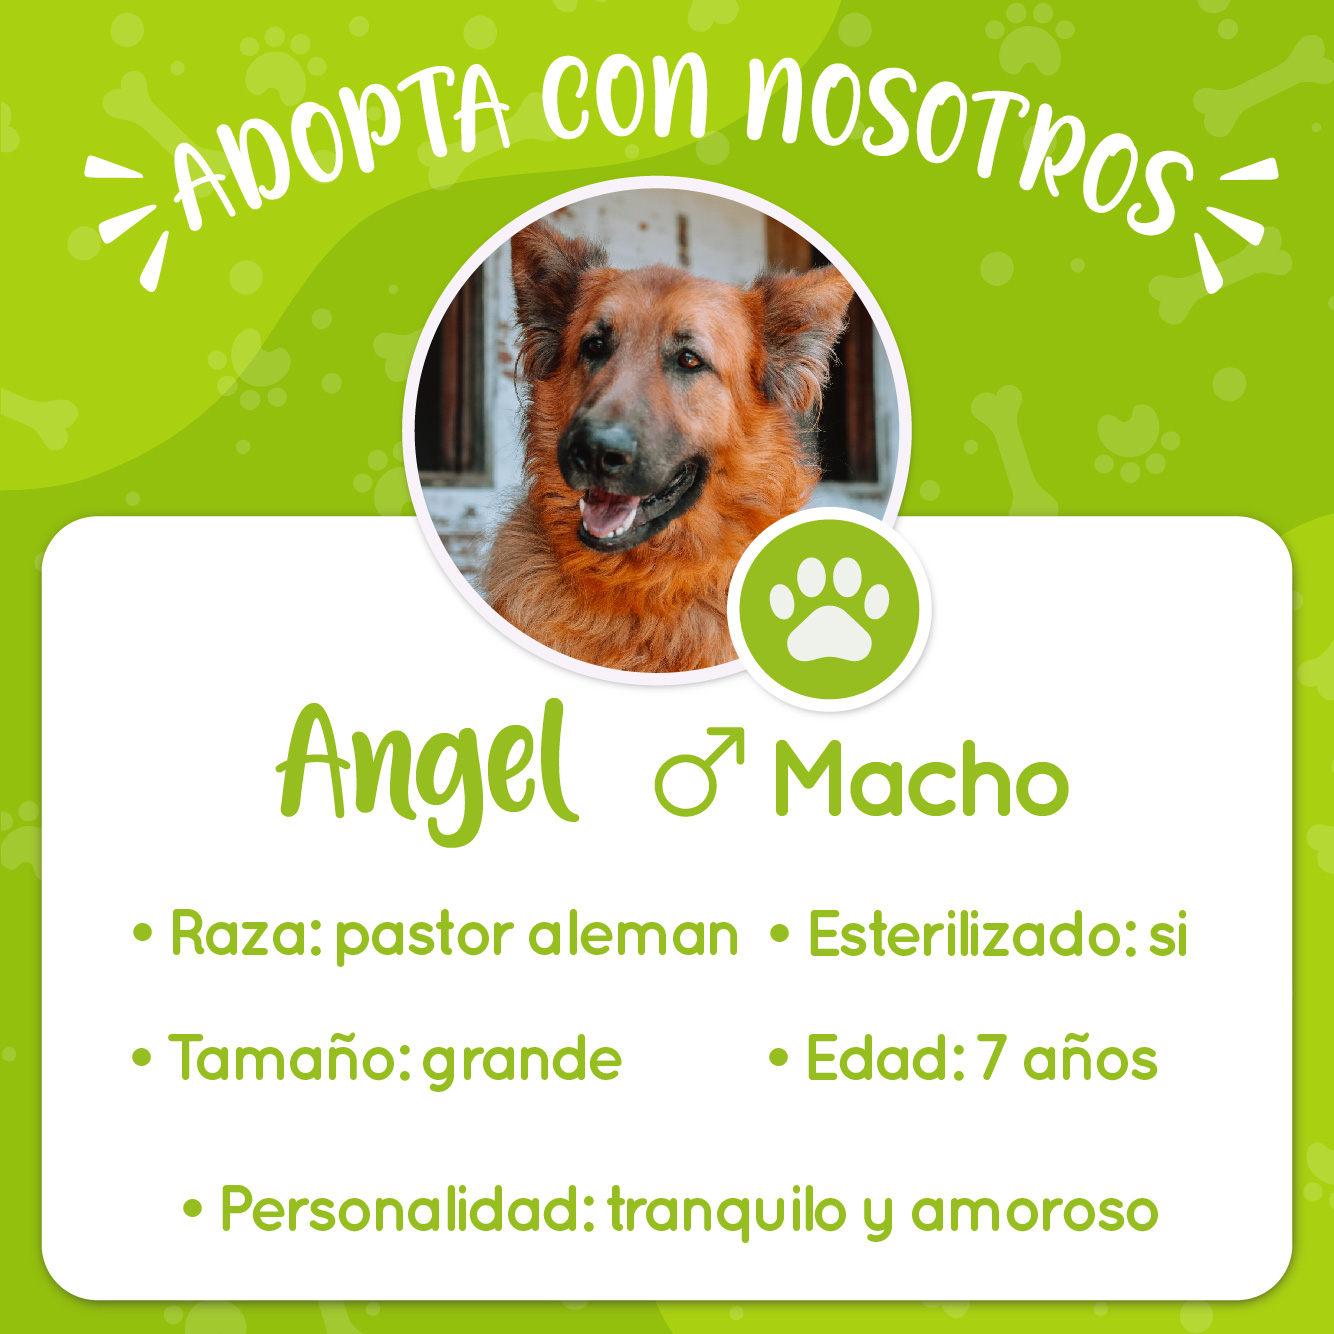 ADOPTA CON NOSOTROS
Angel ♂ Macho
• Raza: pastor aleman • Esterilizado: si
• Tamaño: grande • Edad: 7 años
• Personalidad: tranquilo y amoroso